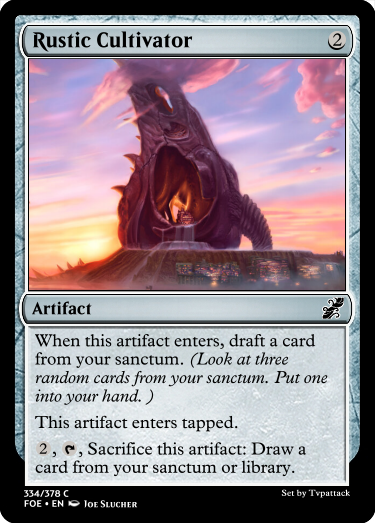 Rustic Cultivator 2
Artifact
When this artifact enters, draft a card
from your sanctum. (Look at three
random cards from your sanctum. Put one
into your hand. )
This artifact enters tapped.
2 , , Sacrifice this artifact: Draw a
card from your sanctum or library.
334/378 C
FOE • EN Joe Slucher
Set by Tvpattack